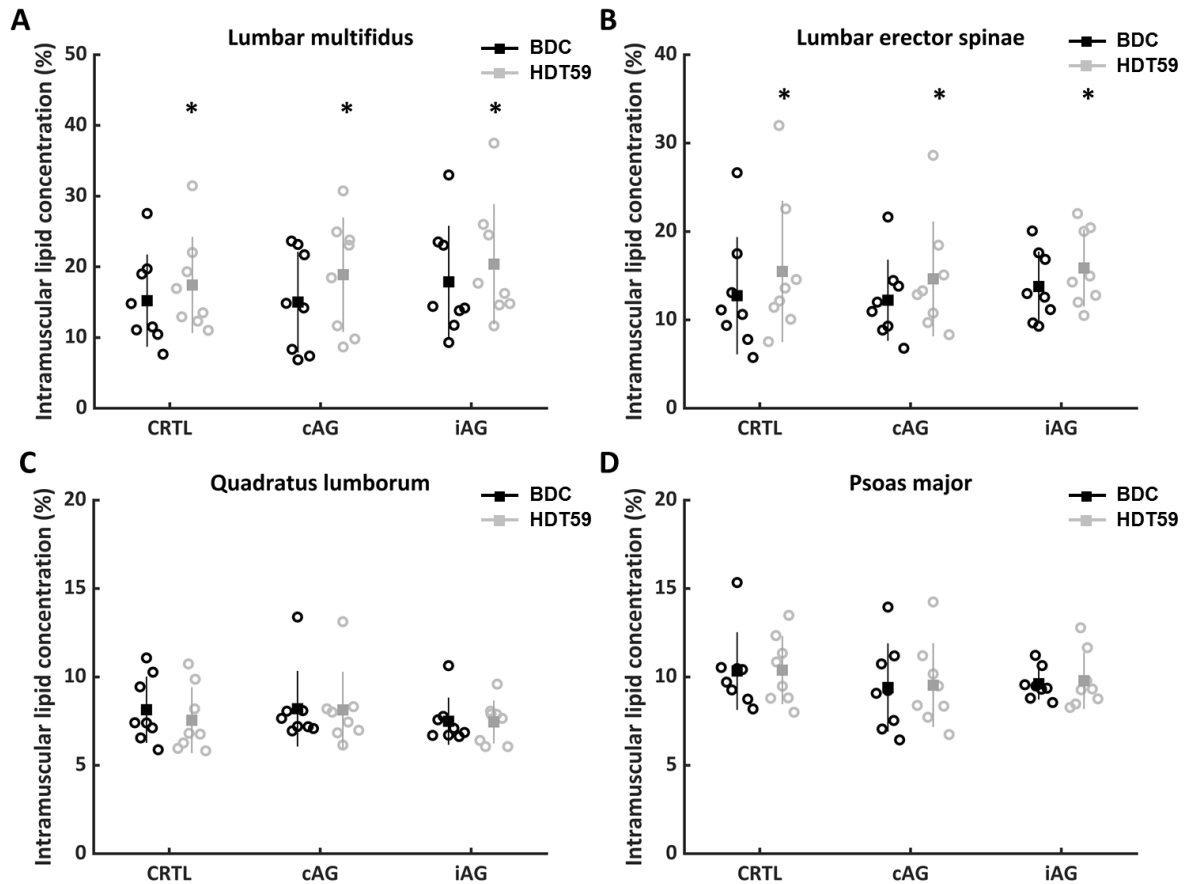 A
Lumbar multifidus
BDC
HDT59
Intramuscular lipid concentration (%)
50
40
30
20
10
0
*
*
*
CRTL
cAG
iAG
B
Lumbar erector spinae
BDC
HDT59
Intramuscular lipid concentration (%)
40
30
20
10
0
*
*
*
CRTL
cAG
iAG
C
Quadratus lumborum
BDC
HDT59
Intramuscular lipid concentration (%)
20
15
10
5
0
CRTL
cAG
iAG
D
Psoas major
BDC
HDT59
Intramuscular lipid concentration (%)
20
15
10
5
0
CRTL
cAG
iAG